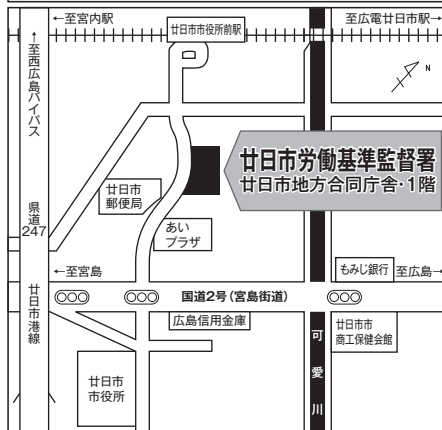 ←至宮内駅
廿日市市役所前駅
至広電廿日市駅→
←至西広島バイパス
N
廿日市労働基準監督署
廿日市地方合同庁舎・1階
廿日市
郵便局
県道
247
あい
プラザ
←至宮島
もみじ銀行
至広島→
廿日市港線
国道2号(宮島街道)
広島信用金庫
廿日市市
商工保健会館
可愛川
廿日市
市役所